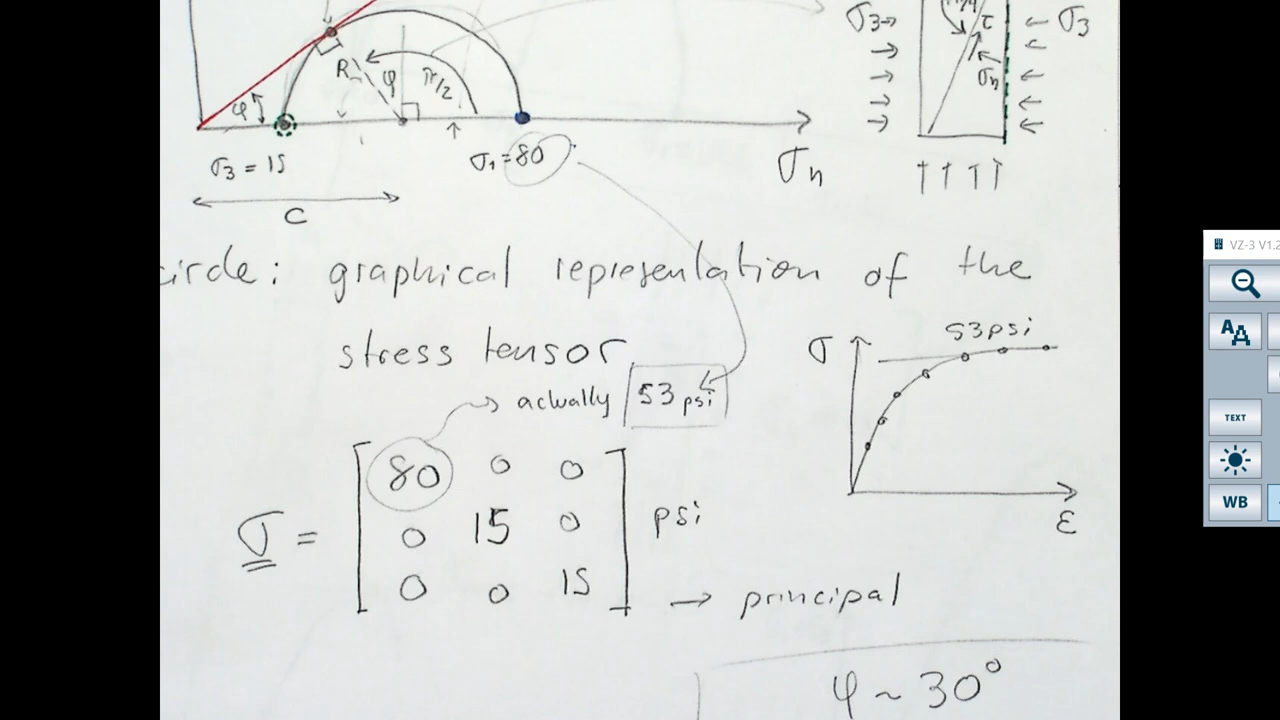 σ3→
← σ3
τ
σn
R
φ
φ
π/2
σ3 = 15
σ1 = 80
σn
C
circle: graphical representation of the
stress tensor
→ actually 53 psi
σ
53psi
ε
80 0 0
σ = 0 15 0 psi
0 0 15
→ principal
φ ~ 30°
VZ-3 V1.2
AA
TEXT
WB